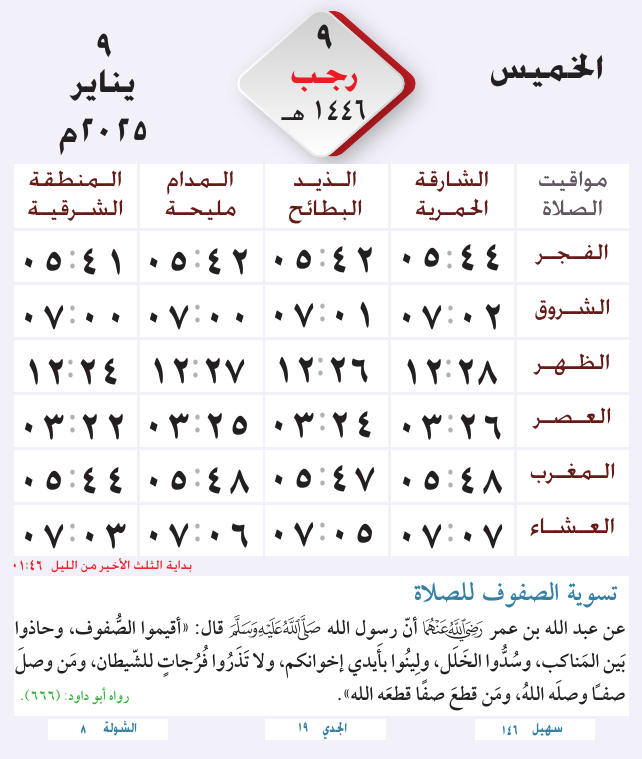 الخميس
٩
رجب
١٤٤٦ هـ
٩
يناير
٢٠٢٥م
مواقيت الصلاة | الشارقة الحمرية | الذيد البطائح | المدام مليحة | المنطقة الشرقية
الفجر ٠٥:٤٤ ٠٥:٤٢ ٠٥:٤٢ ٠٥:٤١
الشروق ٠٧:٠٢ ٠٧:٠١ ٠٧:٠٠ ٠٧:٠٠
الظهر ١٢:٢٨ ١٢:٢٦ ١٢:٢٧ ١٢:٢٤
العصر ٠٣:٢٦ ٠٣:٢٤ ٠٣:٢٥ ٠٣:٢٢
المغرب ٠٥:٤٨ ٠٥:٤٧ ٠٥:٤٨ ٠٥:٤٤
العشاء ٠٧:٠٧ ٠٧:٠٥ ٠٧:٠٦ ٠٧:٠٣
بداية الثلث الأخير من الليل ٠١:٤٦
تسوية الصفوف للصلاة
عن عبد الله بن عمر رَضِيَ اللَّهُ عَنْهُمَا أنّ رسول الله صَلَّى اللَّهُ عَلَيْهِ وَسَلَّمَ قال: «أقيموا الصُّفوف، وحاذوا
بَين المَناكب، وسُدُّوا الخَلَل، ولِينُوا بأَيدي إخوانكم، ولا تَذَرُوا فُرُجاتٍ للشّيطان، ومَن وصلَ
صفـًا وصلَه اللهُ، ومَن قطعَ صفًا قطعَه الله».
رواه أبو داود: (٦٦٦).
سهيل ١٤٦
الجدي ١٩
الشولة ٨